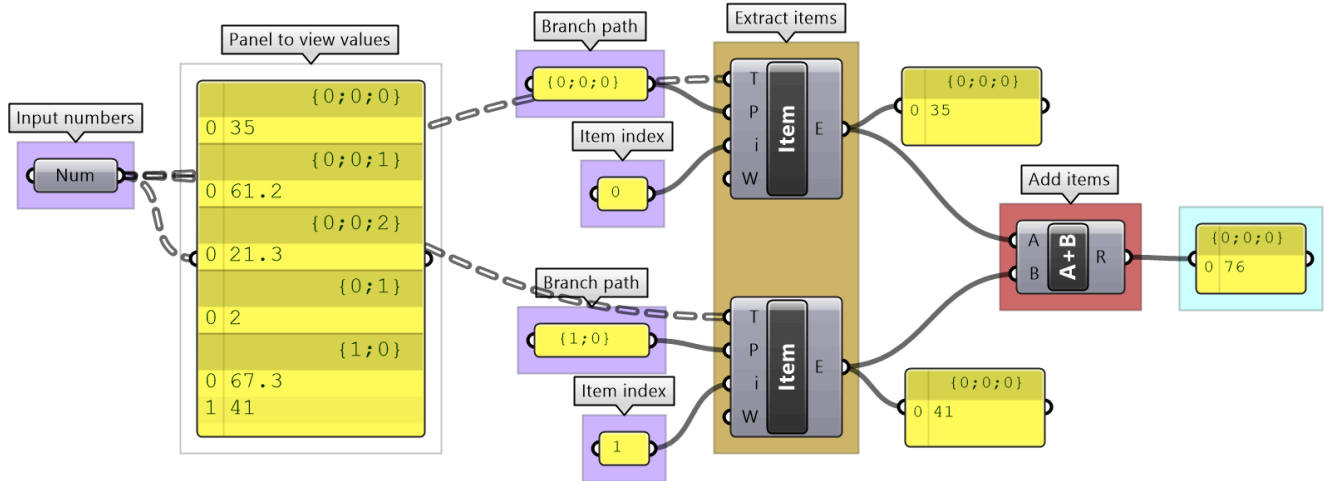 Input numbers
Num
Panel to view values
{0;0;0}
0 35
{0;0;1}
0 61.2
{0;0;2}
0 21.3
{0;1}
0 2
{1;0}
0 67.3
1 41
Branch path
{0;0;0}
Item index
0
Branch path
{1;0}
Item index
1
Extract items
T
P
i
W
Item
E
T
P
i
W
Item
E
{0;0;0}
0 35
{0;0;0}
0 41
Add items
A
B
A+B
R
{0;0;0}
0 76